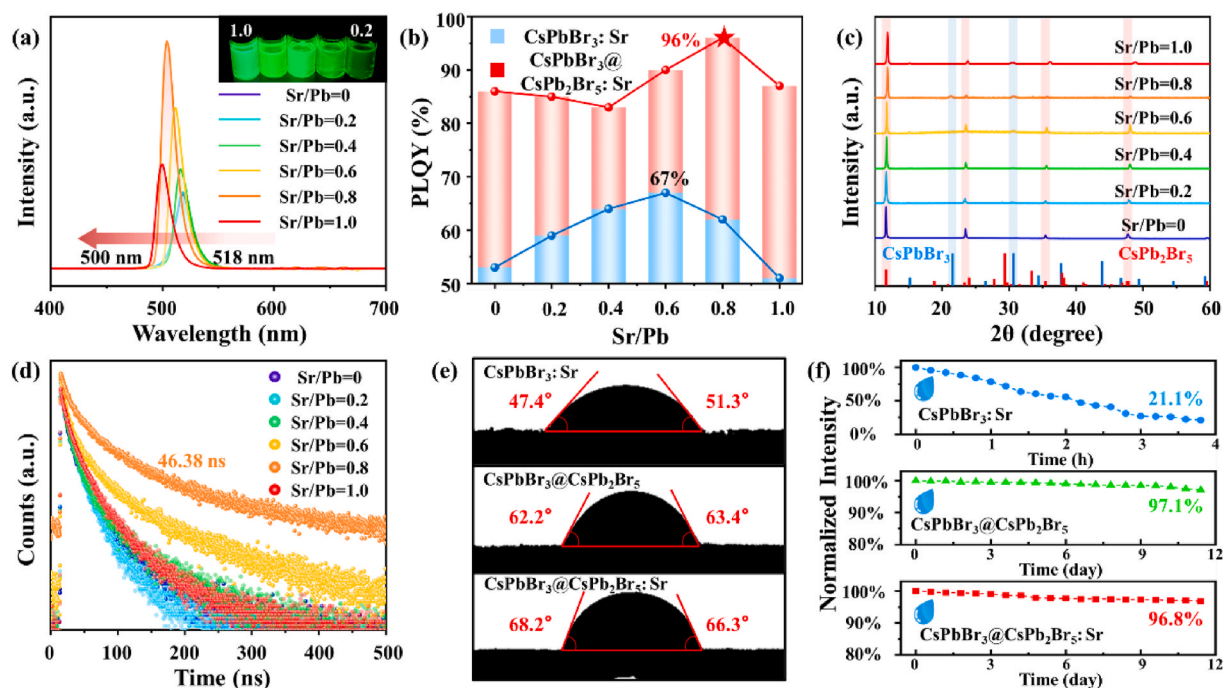 (a)
1.0
0.2
Sr/Pb=0
Sr/Pb=0.2
Sr/Pb=0.4
Sr/Pb=0.6
Sr/Pb=0.8
Sr/Pb=1.0
500 nm
518 nm
Intensity (a.u.)
400
500
600
700
Wavelength (nm)
(b)
100
90
80
70
60
50
PLQY (%)
CsPbBr₃: Sr
CsPbBr₃@
CsPb₂Br₅: Sr
96%
67%
0
0.2
0.4
0.6
0.8
1.0
Sr/Pb
(c)
Intensity (a.u.)
Sr/Pb=1.0
Sr/Pb=0.8
Sr/Pb=0.6
Sr/Pb=0.4
Sr/Pb=0.2
Sr/Pb=0
CsPbBr₃
CsPb₂Br₅
10
20
30
40
50
60
2θ (degree)
(d)
Counts (a.u.)
Sr/Pb=0
Sr/Pb=0.2
Sr/Pb=0.4
Sr/Pb=0.6
Sr/Pb=0.8
Sr/Pb=1.0
46.38 ns
0
100
200
300
400
500
Time (ns)
(e)
CsPbBr₃: Sr
47.4°
51.3°
CsPbBr₃@CsPb₂Br₅
62.2°
63.4°
CsPbBr₃@CsPb₂Br₅: Sr
68.2°
66.3°
(f)
Normalized Intensity
100%
50%
0%
21.1%
CsPbBr₃: Sr
0
1
2
3
4
Time (h)
100%
90%
80%
97.1%
CsPbBr₃@CsPb₂Br₅
0
3
6
9
12
Time (day)
100%
90%
80%
96.8%
CsPbBr₃@CsPb₂Br₅: Sr
0
3
6
9
12
Time (day)